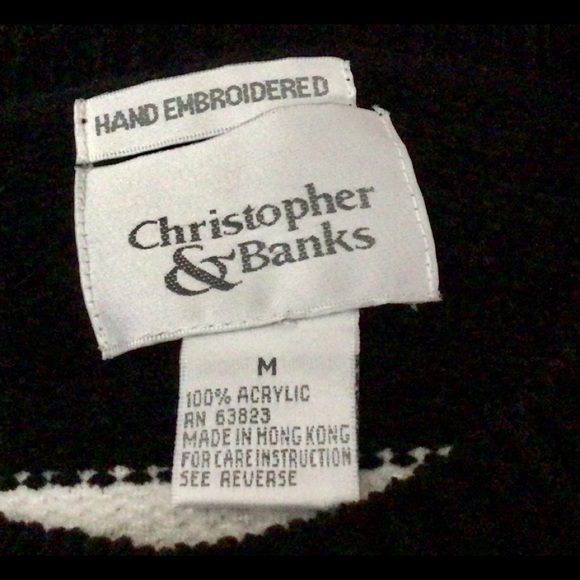 HAND EMBROIDERED
Christopher
& Banks
M
100% ACRYLIC
RN 63823
MADE IN HONG KONG
FOR CARE INSTRUCTION
SEE REVERSE